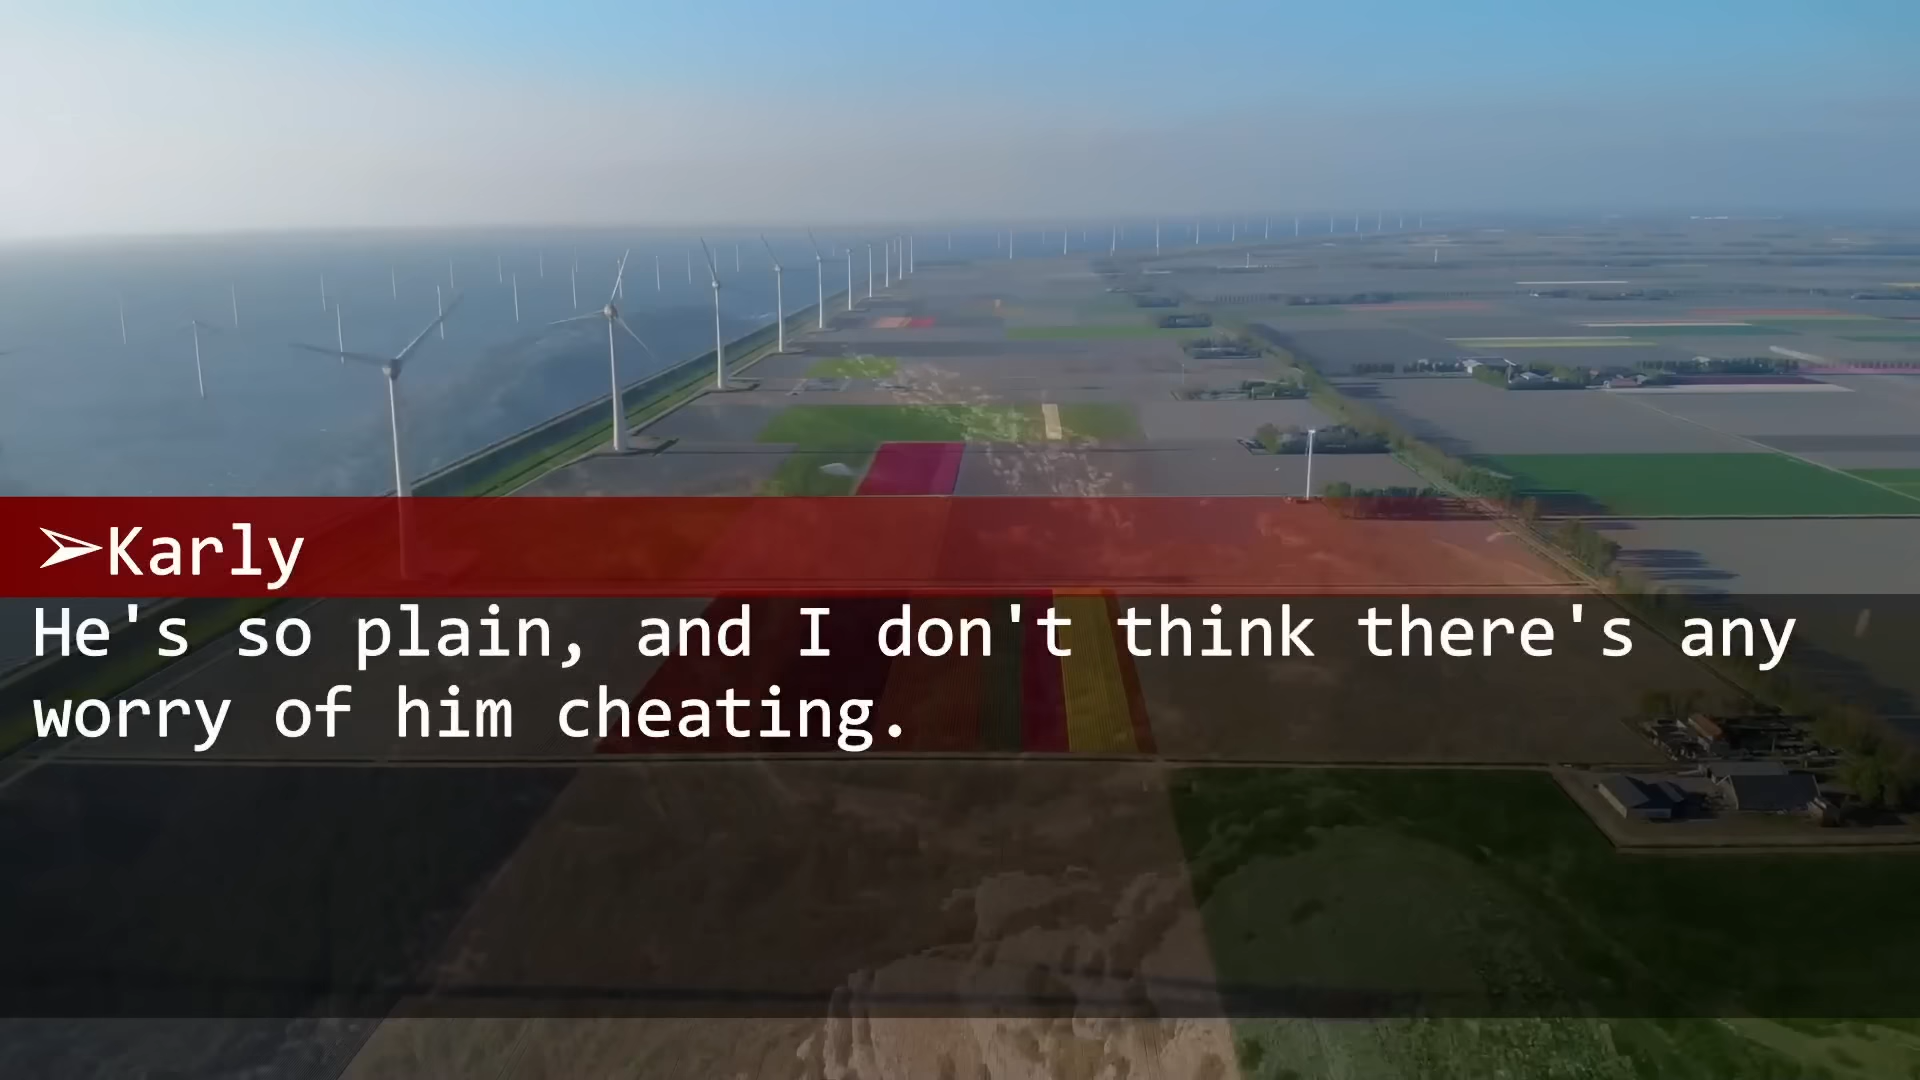 ➢Karly
He's so plain, and I don't think there's any
worry of him cheating.